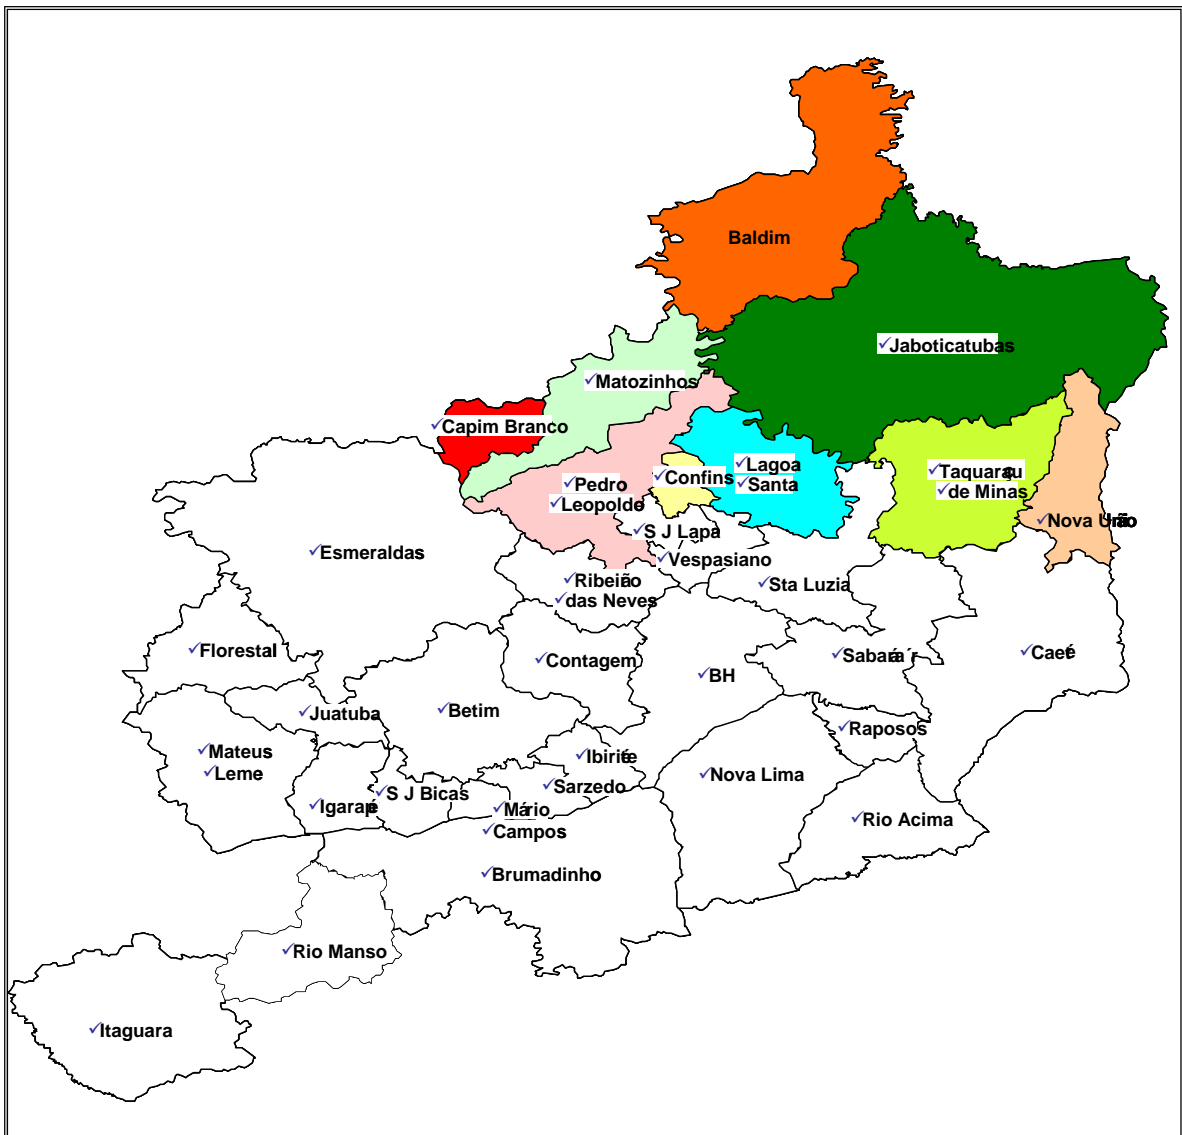 Baldim
✓Jaboticatubas
✓Matozinhos
✓Capim Branco
✓Lagoa
✓Santa
✓Confins
✓Taquaraçu
✓de Minas
✓Pedro
✓Leopoldo
✓Nova União
✓S J Lapa
✓Esmeraldas
✓Vespasiano
✓Ribeirão
✓das Neves
✓Sta Luzia
✓Florestal
✓Contagem
✓BH
✓Sabará
✓Caeté
✓Juatuba
✓Betim
✓Raposos
✓Mateus
✓Leme
✓Ibirité
✓Nova Lima
✓Sarzedo
✓Igarapé
✓S J Bicas
✓Mário
✓Campos
✓Rio Acima
✓Brumadinho
✓Rio Manso
✓Itaguara